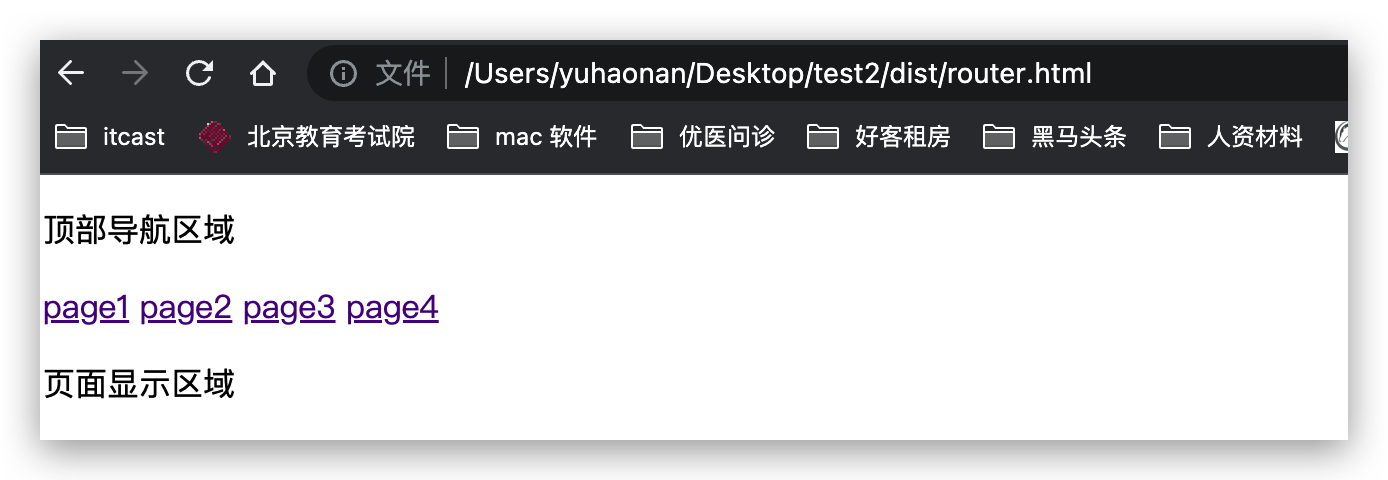 文件 | /Users/yuhaonan/Desktop/test2/dist/router.html
itcast 北京教育考试院 mac 软件 优医问诊 好客租房 黑马头条 人资材料
顶部导航区域
page1 page2 page3 page4
页面显示区域